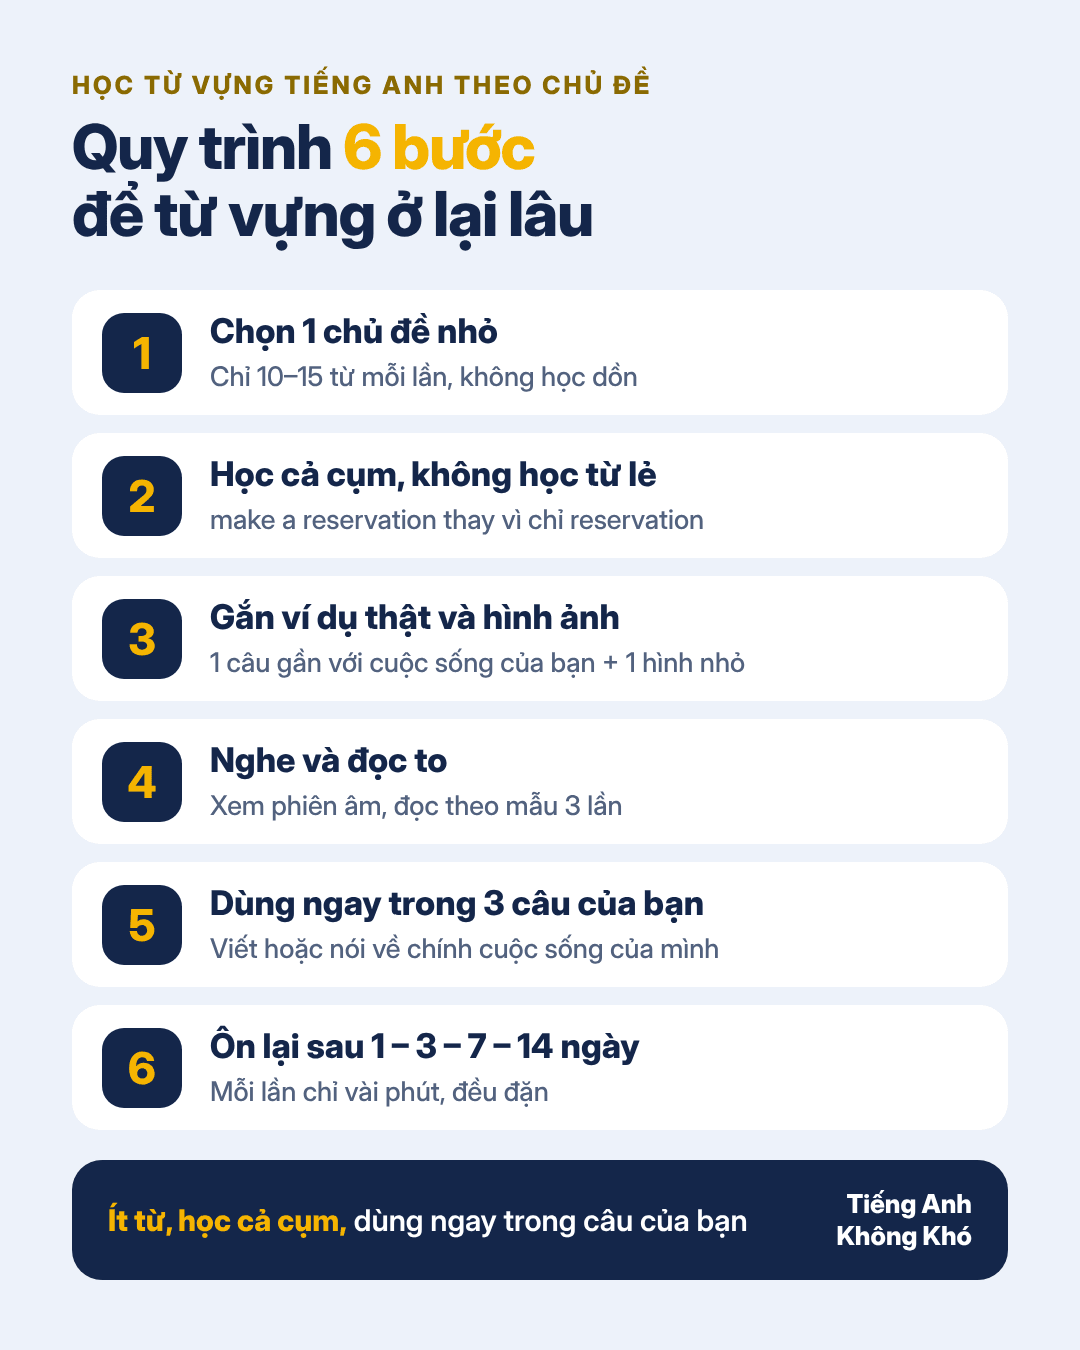 HỌC TỪ VỰNG TIẾNG ANH THEO CHỦ ĐỀ
Quy trình 6 bước
để từ vựng ở lại lâu
1
Chọn 1 chủ đề nhỏ
Chỉ 10–15 từ mỗi lần, không học dồn
2
Học cả cụm, không học từ lẻ
make a reservation thay vì chỉ reservation
3
Gắn ví dụ thật và hình ảnh
1 câu gần với cuộc sống của bạn + 1 hình nhỏ
4
Nghe và đọc to
Xem phiên âm, đọc theo mẫu 3 lần
5
Dùng ngay trong 3 câu của bạn
Viết hoặc nói về chính cuộc sống của mình
6
Ôn lại sau 1 – 3 – 7 – 14 ngày
Mỗi lần chỉ vài phút, đều đặn
Ít từ, học cả cụm, dùng ngay trong câu của bạn
Tiếng Anh
Không Khó